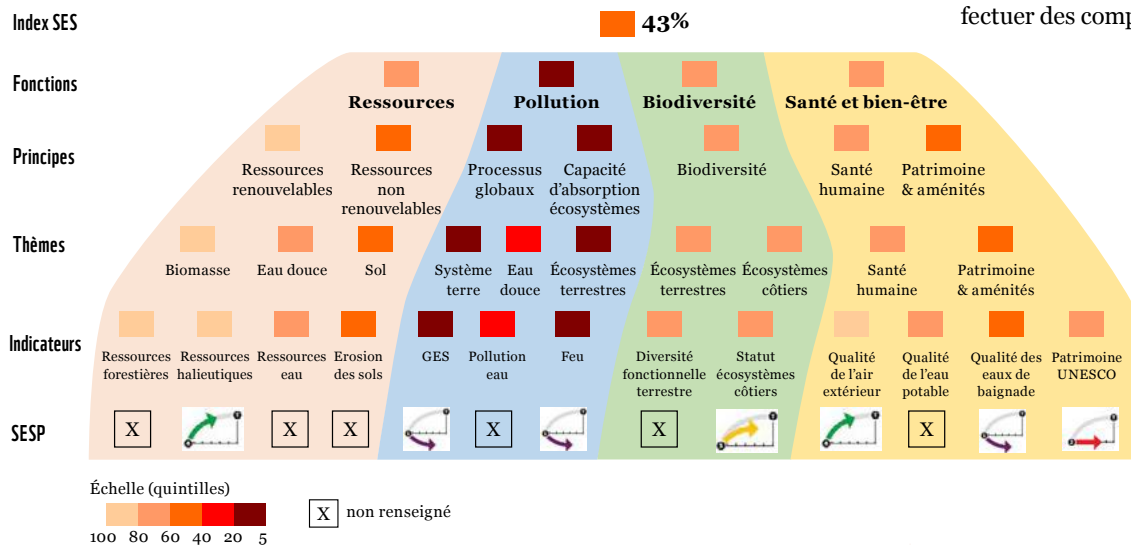 fectuer des comp
Index SES
43%
Fonctions
Ressources
Pollution
Biodiversité
Santé et bien-être
Principes
Ressources
renouvelables
Ressources
non
renouvelables
Processus
globaux
Capacité
d'absorption
écosystèmes
Biodiversité
Santé
humaine
Patrimoine
& aménités
Thèmes
Biomasse
Eau douce
Sol
Système
terre
Eau
douce
Écosystèmes
terrestres
Écosystèmes
terrestres
Écosystèmes
côtiers
Santé
humaine
Patrimoine
& aménités
Indicateurs
Ressources
forestières
Ressources
halieutiques
Ressources
eau
Erosion
des sols
GES
Pollution
eau
Feu
Diversité
fonctionnelle
terrestre
Statut
écosystèmes
côtiers
Qualité
de l'air
extérieur
Qualité
de l'eau
potable
Qualité des
eaux de
baignade
Patrimoine
UNESCO
SESP
X
X
X
X
X
X
Échelle (quintilles)
100 80 60 40 20 5
X non renseigné